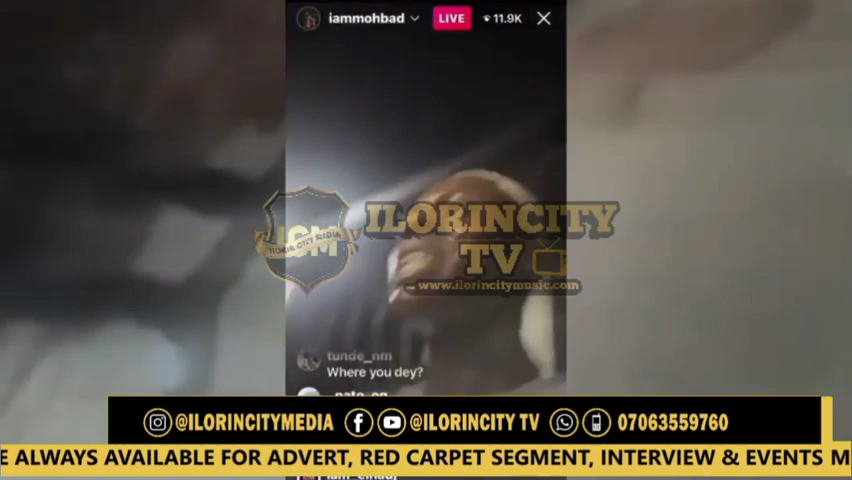 iammohbad
LIVE
11.9K
ILORINCITY
TV
www.ilorincitymusic.com
tunde_nm
Where you dey?
@ILORINCITYMEDIA
@ILORINCITY TV
07063559760
E ALWAYS AVAILABLE FOR ADVERT, RED CARPET SEGMENT, INTERVIEW & EVENTS M